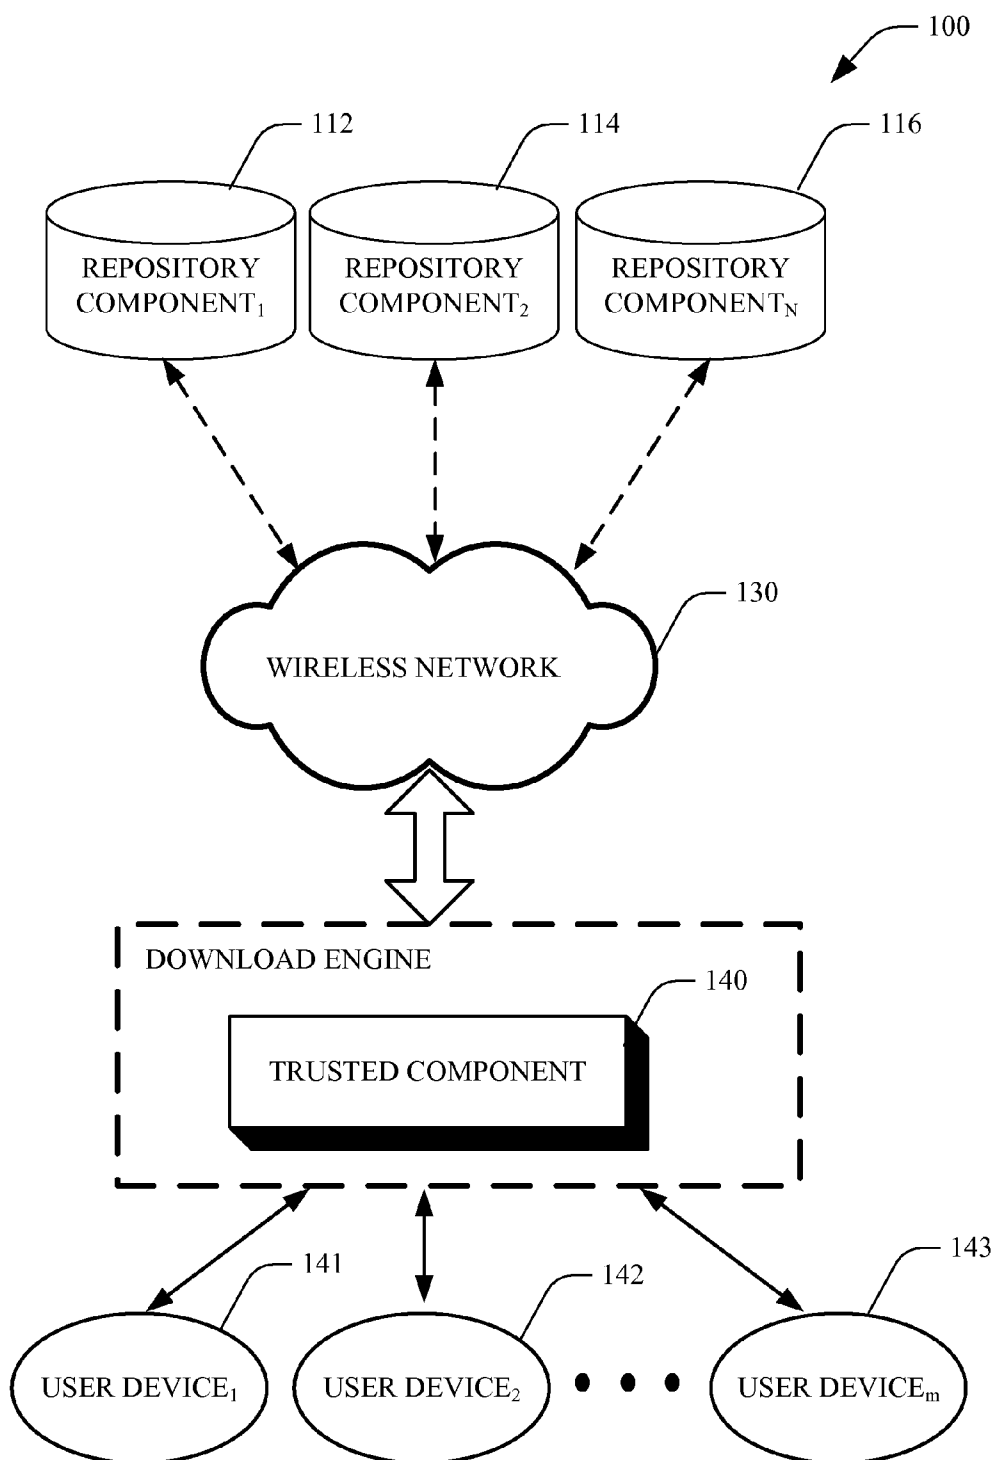 100
112
114
116
REPOSITORY
COMPONENT₁
REPOSITORY
COMPONENT₂
REPOSITORY
COMPONENT_N
130
WIRELESS NETWORK
DOWNLOAD ENGINE
140
TRUSTED COMPONENT
141
142
143
USER DEVICE₁
USER DEVICE₂
USER DEVICEₘ